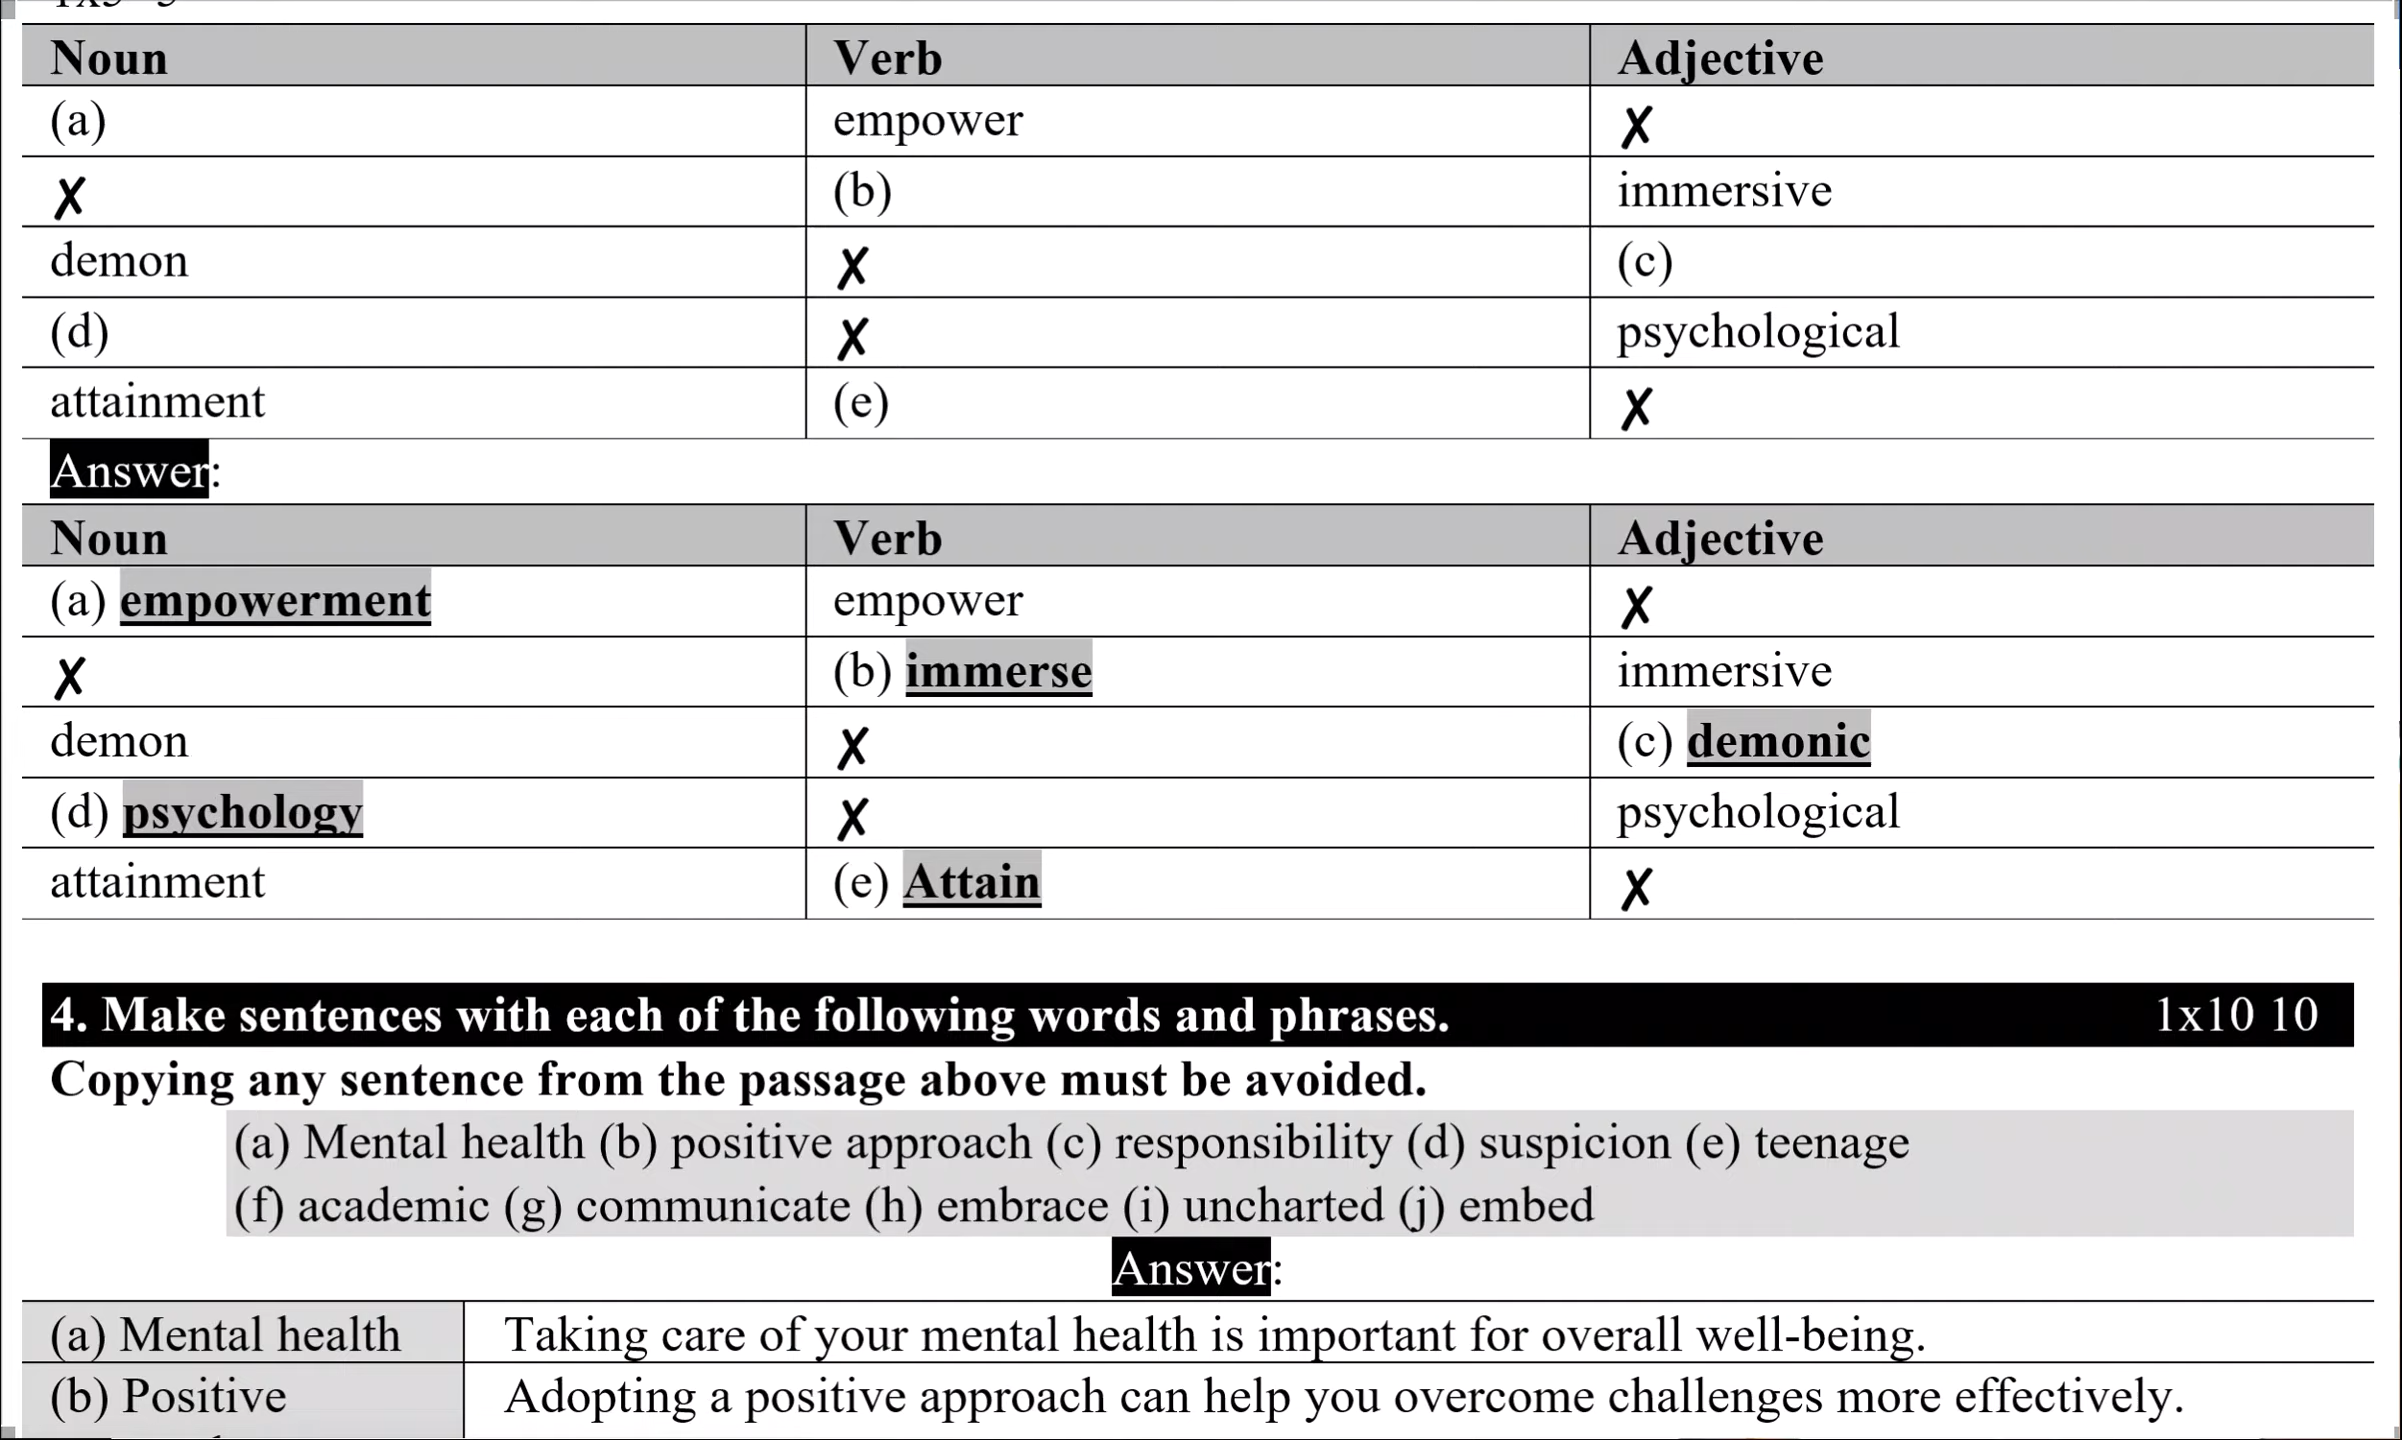 Noun Verb Adjective
(a) empower ✗
✗ (b) immersive
demon ✗ (c)
(d) ✗ psychological
attainment (e) ✗
Answer:
Noun Verb Adjective
(a) empowerment empower ✗
✗ (b) immerse immersive
demon ✗ (c) demonic
(d) psychology ✗ psychological
attainment (e) Attain ✗
4. Make sentences with each of the following words and phrases. 1x10 10
Copying any sentence from the passage above must be avoided.
(a) Mental health (b) positive approach (c) responsibility (d) suspicion (e) teenage
(f) academic (g) communicate (h) embrace (i) uncharted (j) embed
Answer:
(a) Mental health Taking care of your mental health is important for overall well-being.
(b) Positive Adopting a positive approach can help you overcome challenges more effectively.